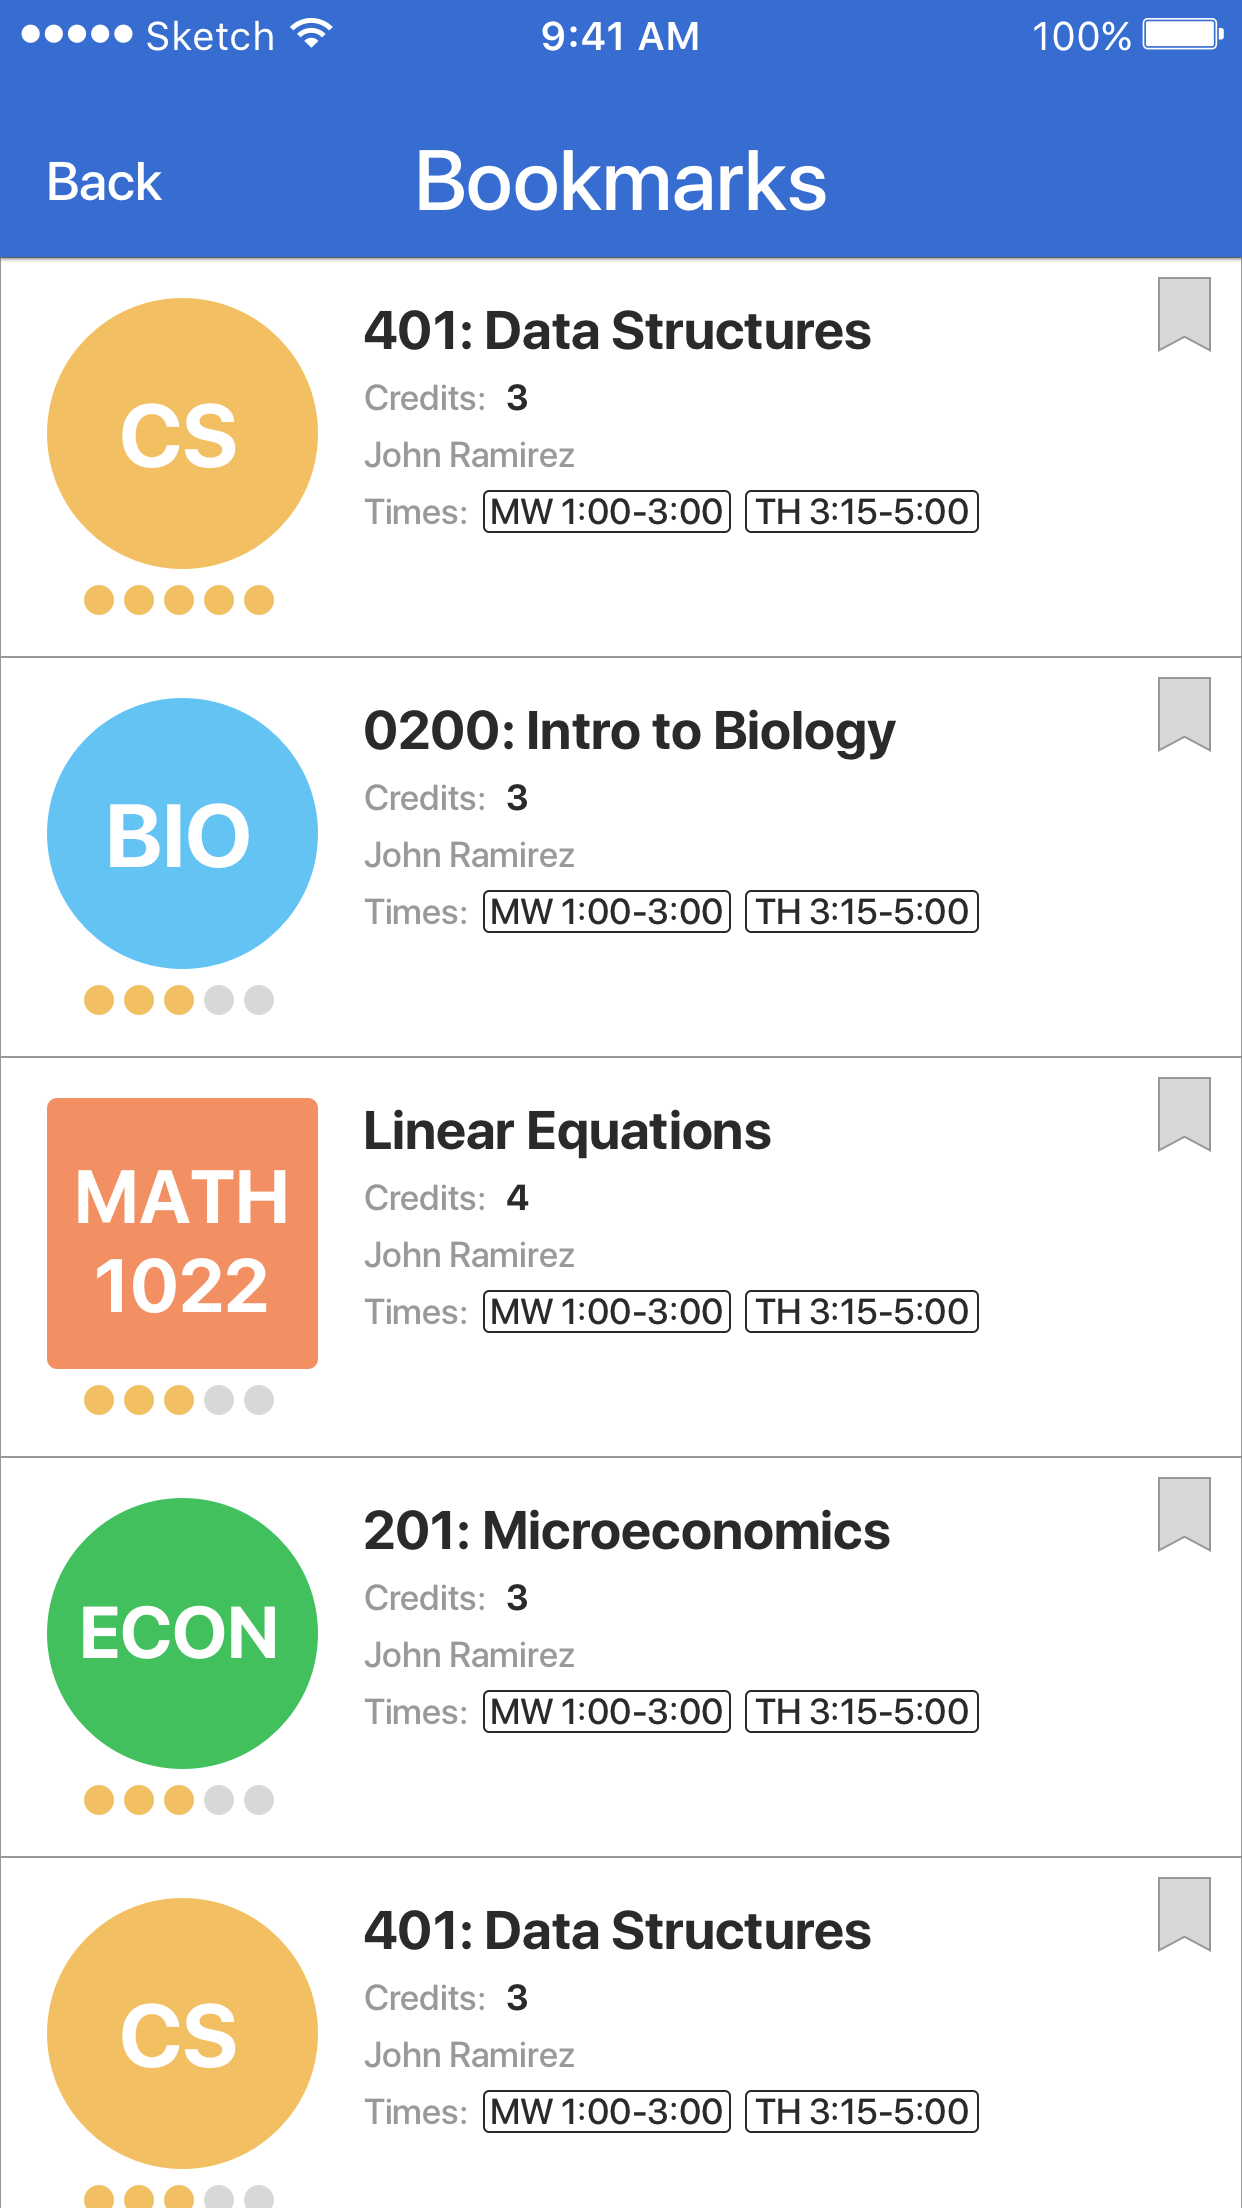 Sketch 9:41 AM 100%
Back Bookmarks
CS
401: Data Structures
Credits: 3
John Ramirez
Times: MW 1:00-3:00 TH 3:15-5:00
BIO
0200: Intro to Biology
Credits: 3
John Ramirez
Times: MW 1:00-3:00 TH 3:15-5:00
MATH
1022
Linear Equations
Credits: 4
John Ramirez
Times: MW 1:00-3:00 TH 3:15-5:00
ECON
201: Microeconomics
Credits: 3
John Ramirez
Times: MW 1:00-3:00 TH 3:15-5:00
CS
401: Data Structures
Credits: 3
John Ramirez
Times: MW 1:00-3:00 TH 3:15-5:00